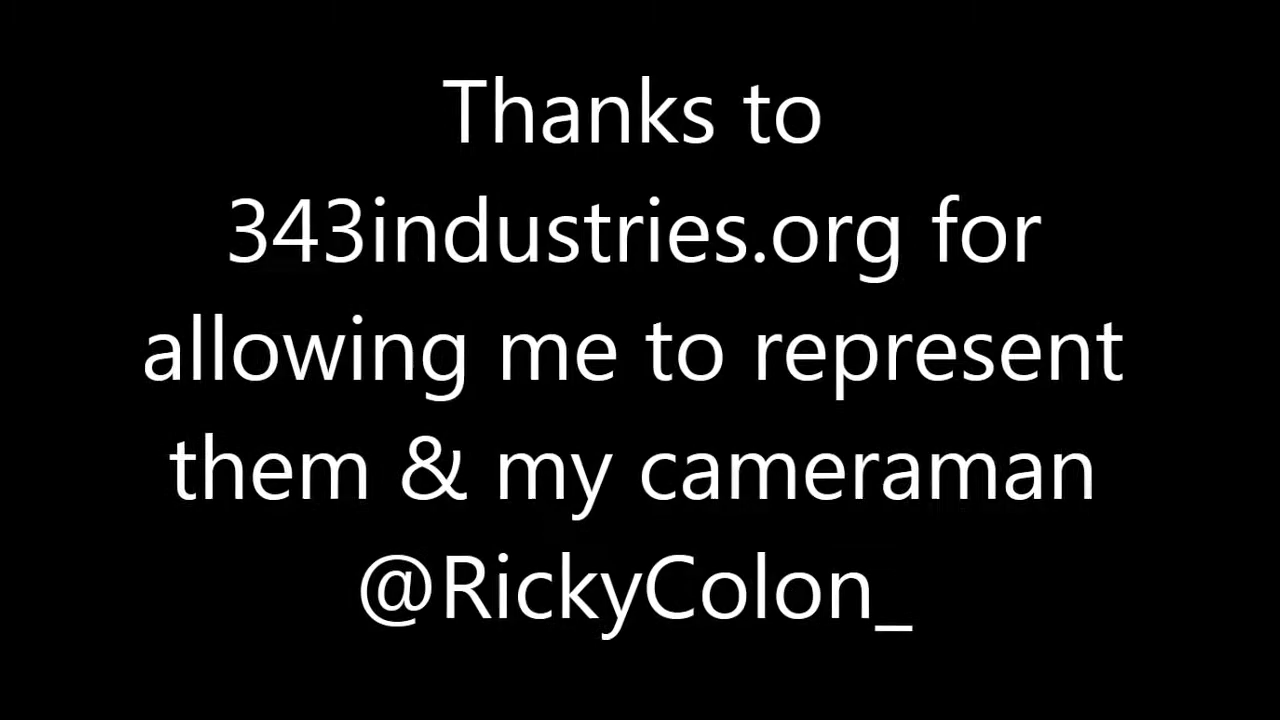 Thanks to
343industries.org for
allowing me to represent
them & my cameraman
@RickyColon_